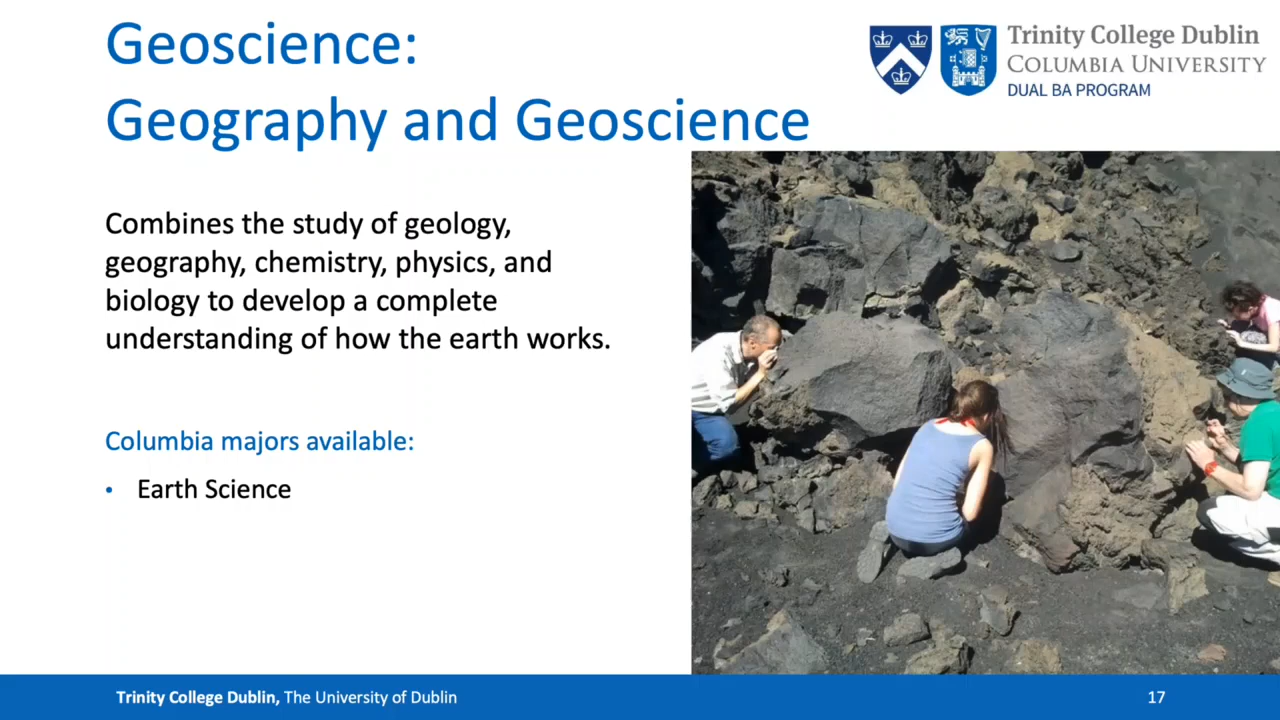 Geoscience:
Geography and Geoscience
Trinity College Dublin
COLUMBIA UNIVERSITY
DUAL BA PROGRAM
Combines the study of geology,
geography, chemistry, physics, and
biology to develop a complete
understanding of how the earth works.
Columbia majors available:
• Earth Science
Trinity College Dublin, The University of Dublin
17